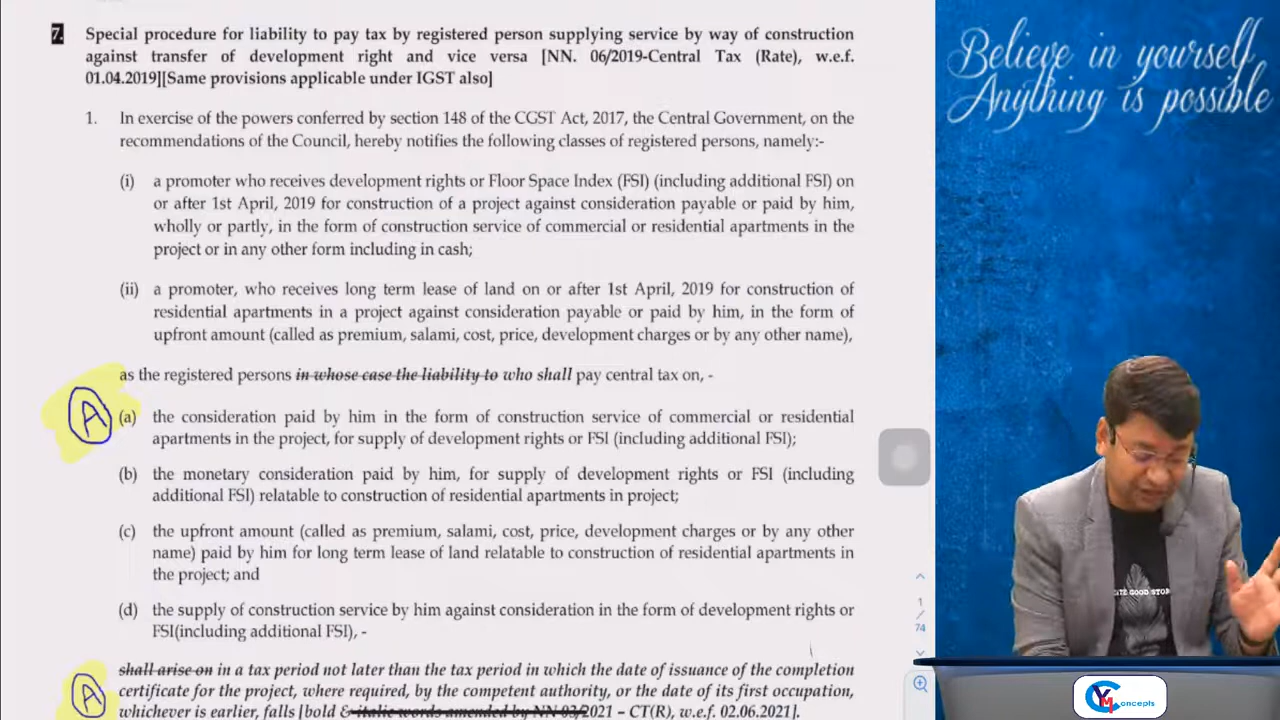 7. Special procedure for liability to pay tax by registered person supplying service by way of construction
against transfer of development right and vice versa [NN. 06/2019-Central Tax (Rate), w.e.f.
01.04.2019][Same provisions applicable under IGST also]
1. In exercise of the powers conferred by section 148 of the CGST Act, 2017, the Central Government, on the
recommendations of the Council, hereby notifies the following classes of registered persons, namely:-
(i) a promoter who receives development rights or Floor Space Index (FSI) (including additional FSI) on
or after 1st April, 2019 for construction of a project against consideration payable or paid by him,
wholly or partly, in the form of construction service of commercial or residential apartments in the
project or in any other form including in cash;
(ii) a promoter, who receives long term lease of land on or after 1st April, 2019 for construction of
residential apartments in a project against consideration payable or paid by him, in the form of
upfront amount (called as premium, salami, cost, price, development charges or by any other name),
as the registered persons in whose case the liability to who shall pay central tax on, -
A
(a) the consideration paid by him in the form of construction service of commercial or residential
apartments in the project, for supply of development rights or FSI (including additional FSI);
(b) the monetary consideration paid by him, for supply of development rights or FSI (including
additional FSI) relatable to construction of residential apartments in project;
(c) the upfront amount (called as premium, salami, cost, price, development charges or by any other
name) paid by him for long term lease of land relatable to construction of residential apartments in
the project; and
(d) the supply of construction service by him against consideration in the form of development rights or
FSI(including additional FSI), -
A
shall arise on in a tax period not later than the tax period in which the date of issuance of the completion
certificate for the project, where required, by the competent authority, or the date of its first occupation,
whichever is earlier, falls [bold & italic words amended by NN 03/2021 – CT(R), w.e.f. 02.06.2021].
Believe in yourself
Anything is possible
1
/
74
CREATE GOOD STOR
YM
Concepts